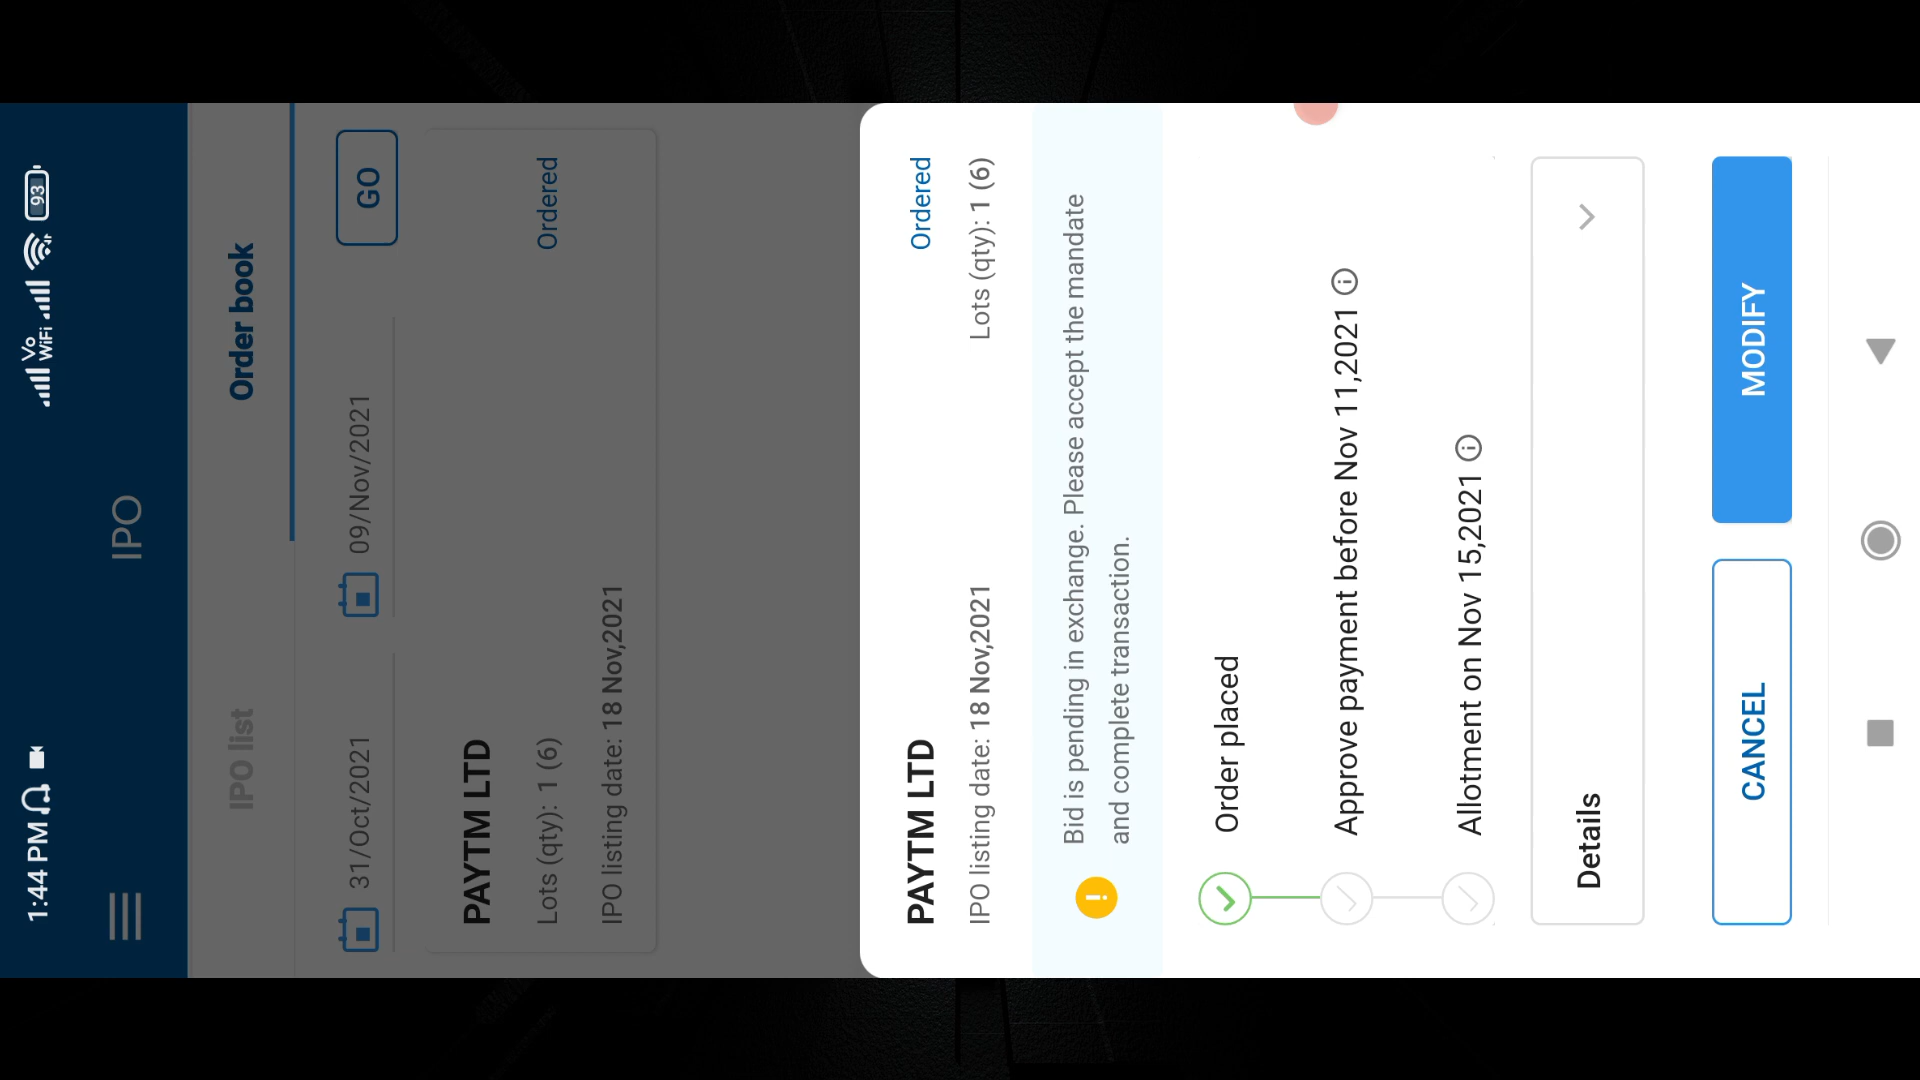 1:44 PM
Vo
WiFi
93
IPO
IPO list
Order book
31/Oct/2021
09/Nov/2021
GO
PAYTM LTD
Lots (qty): 1 (6)
Ordered
IPO listing date: 18 Nov,2021
PAYTM LTD
Ordered
IPO listing date: 18 Nov,2021
Lots (qty): 1 (6)
Bid is pending in exchange. Please accept the mandate
and complete transaction.
Order placed
Approve payment before Nov 11,2021
Allotment on Nov 15,2021
Details
CANCEL
MODIFY